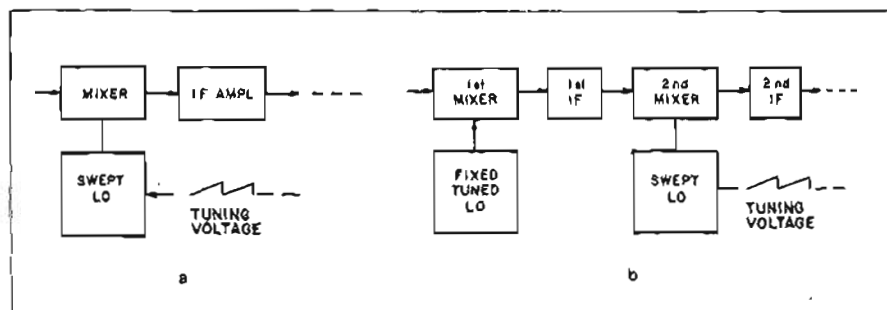 MIXER
IF AMPL
SWEPT
LO
TUNING
VOLTAGE
a
1st
MIXER
1st
IF
2nd
MIXER
2nd
IF
FIXED
TUNED
LO
SWEPT
LO
TUNING
VOLTAGE
b